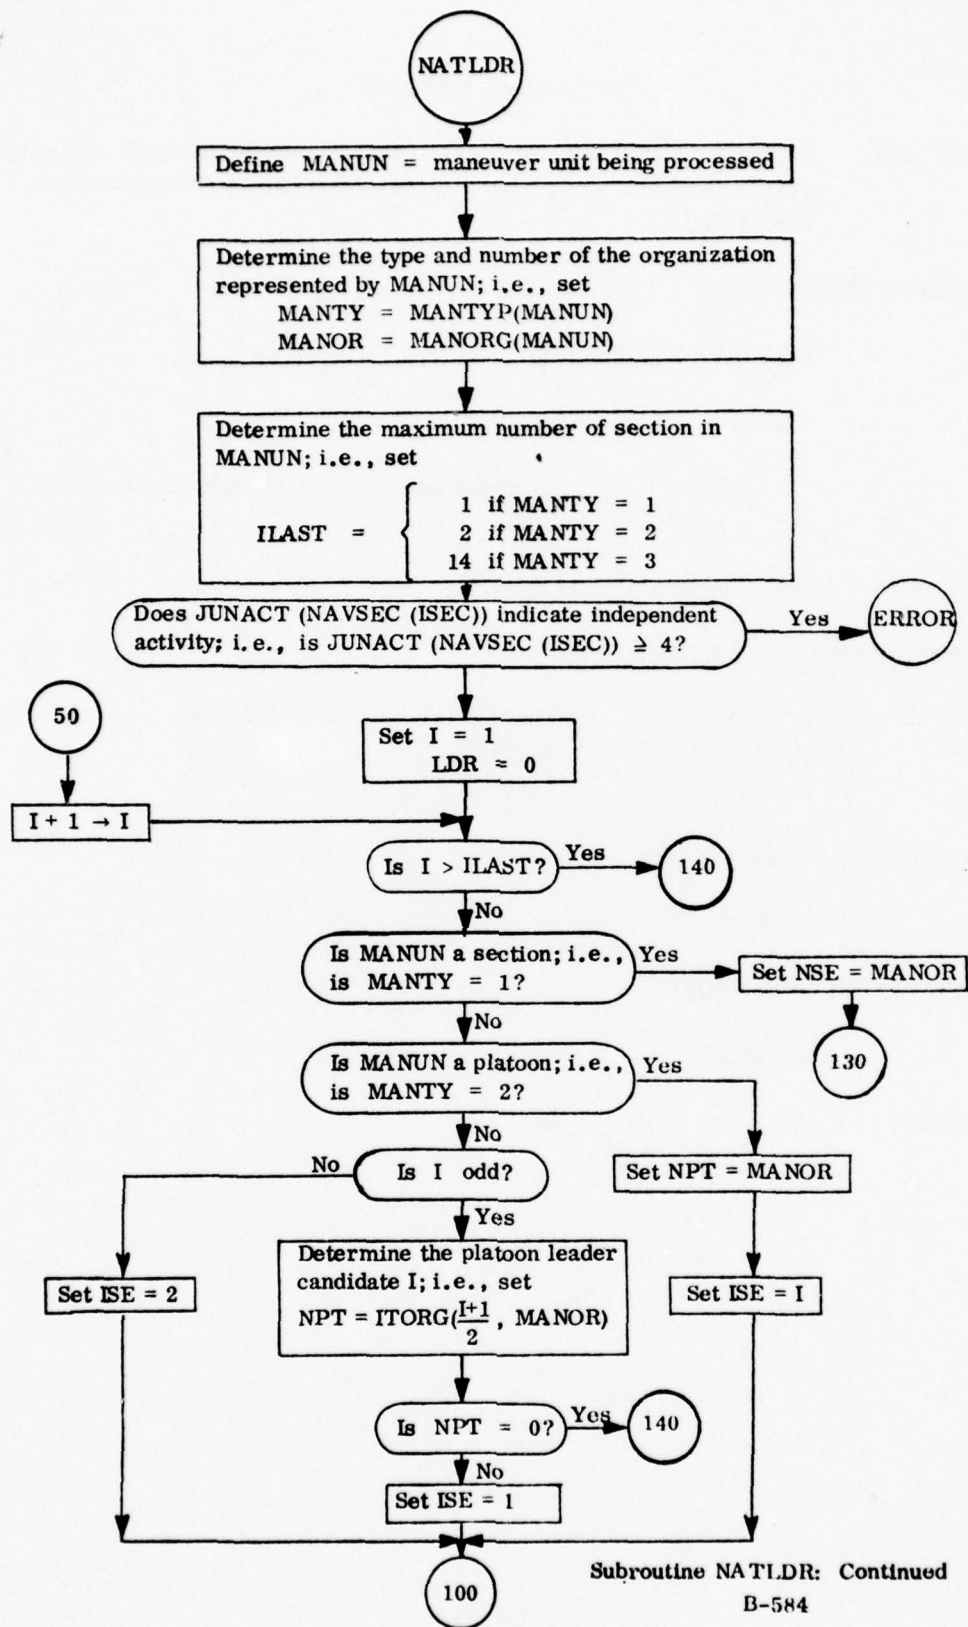 NATLDR
Define MANUN = maneuver unit being processed
Determine the type and number of the organization
represented by MANUN; i.e., set
MANTY = MANTYP(MANUN)
MANOR = MANORG(MANUN)
Determine the maximum number of section in
MANUN; i.e., set
ILAST = { 1 if MANTY = 1
2 if MANTY = 2
14 if MANTY = 3
Does JUNACT (NAVSEC (ISEC)) indicate independent
activity; i.e., is JUNACT (NAVSEC (ISEC)) ≧ 4?
Yes
ERROR
50
Set I = 1
LDR = 0
I + 1 → I
Is I > ILAST?
Yes
140
No
Is MANUN a section; i.e.,
is MANTY = 1?
Yes
Set NSE = MANOR
130
No
Is MANUN a platoon; i.e.,
is MANTY = 2?
Yes
No
Is I odd?
No
Set NPT = MANOR
Yes
Determine the platoon leader
candidate I; i.e., set
NPT = ITORG(\frac{I+1}{2}, MANOR)
Set ISE = 2
Set ISE = I
Is NPT = 0?
Yes
140
No
Set ISE = 1
100
Subroutine NATLDR: Continued
B-584